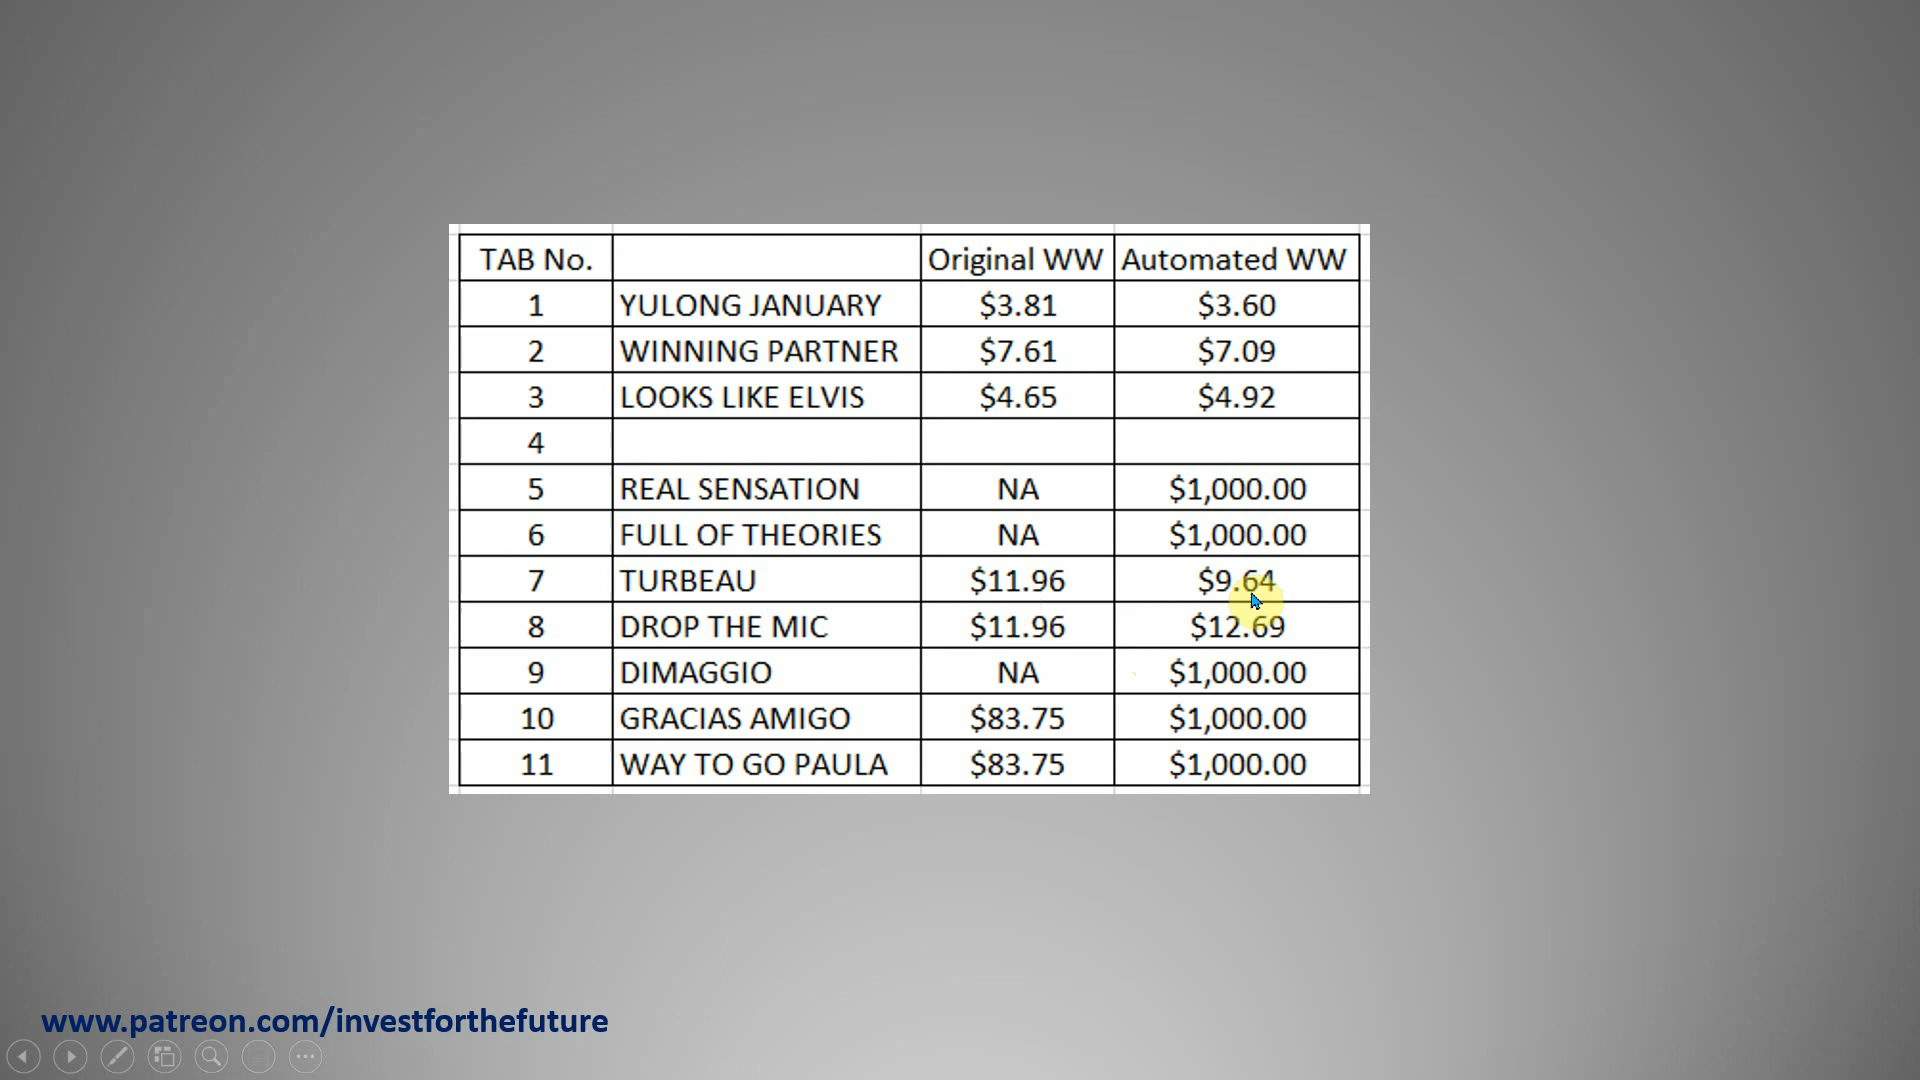 TAB No. Original WW Automated WW
1 YULONG JANUARY $3.81 $3.60
2 WINNING PARTNER $7.61 $7.09
3 LOOKS LIKE ELVIS $4.65 $4.92
4
5 REAL SENSATION NA $1,000.00
6 FULL OF THEORIES NA $1,000.00
7 TURBEAU $11.96 $9.64
8 DROP THE MIC $11.96 $12.69
9 DIMAGGIO NA $1,000.00
10 GRACIAS AMIGO $83.75 $1,000.00
11 WAY TO GO PAULA $83.75 $1,000.00
www.patreon.com/investforthefuture